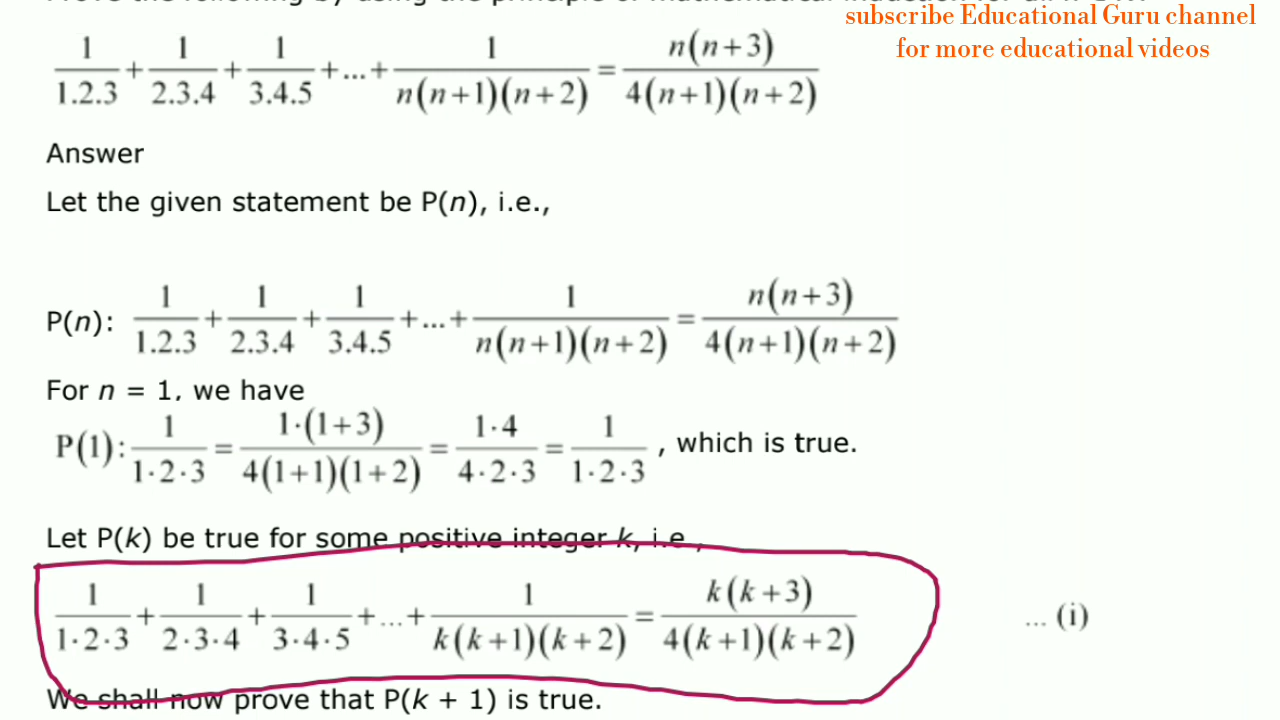 subscribe Educational Guru channel
for more educational videos
1/1.2.3 + 1/2.3.4 + 1/3.4.5 + ... + 1/n(n+1)(n+2) = n(n+3)/4(n+1)(n+2)
Answer
Let the given statement be P(n), i.e.,
P(n): 1/1.2.3 + 1/2.3.4 + 1/3.4.5 + ... + 1/n(n+1)(n+2) = n(n+3)/4(n+1)(n+2)
For n = 1, we have
P(1): 1/1·2·3 = 1·(1+3)/4(1+1)(1+2) = 1·4/4·2·3 = 1/1·2·3 , which is true.
Let P(k) be true for some positive integer k, i.e.,
1/1·2·3 + 1/2·3·4 + 1/3·4·5 + ... + 1/k(k+1)(k+2) = k(k+3)/4(k+1)(k+2) ... (i)
We shall now prove that P(k + 1) is true.